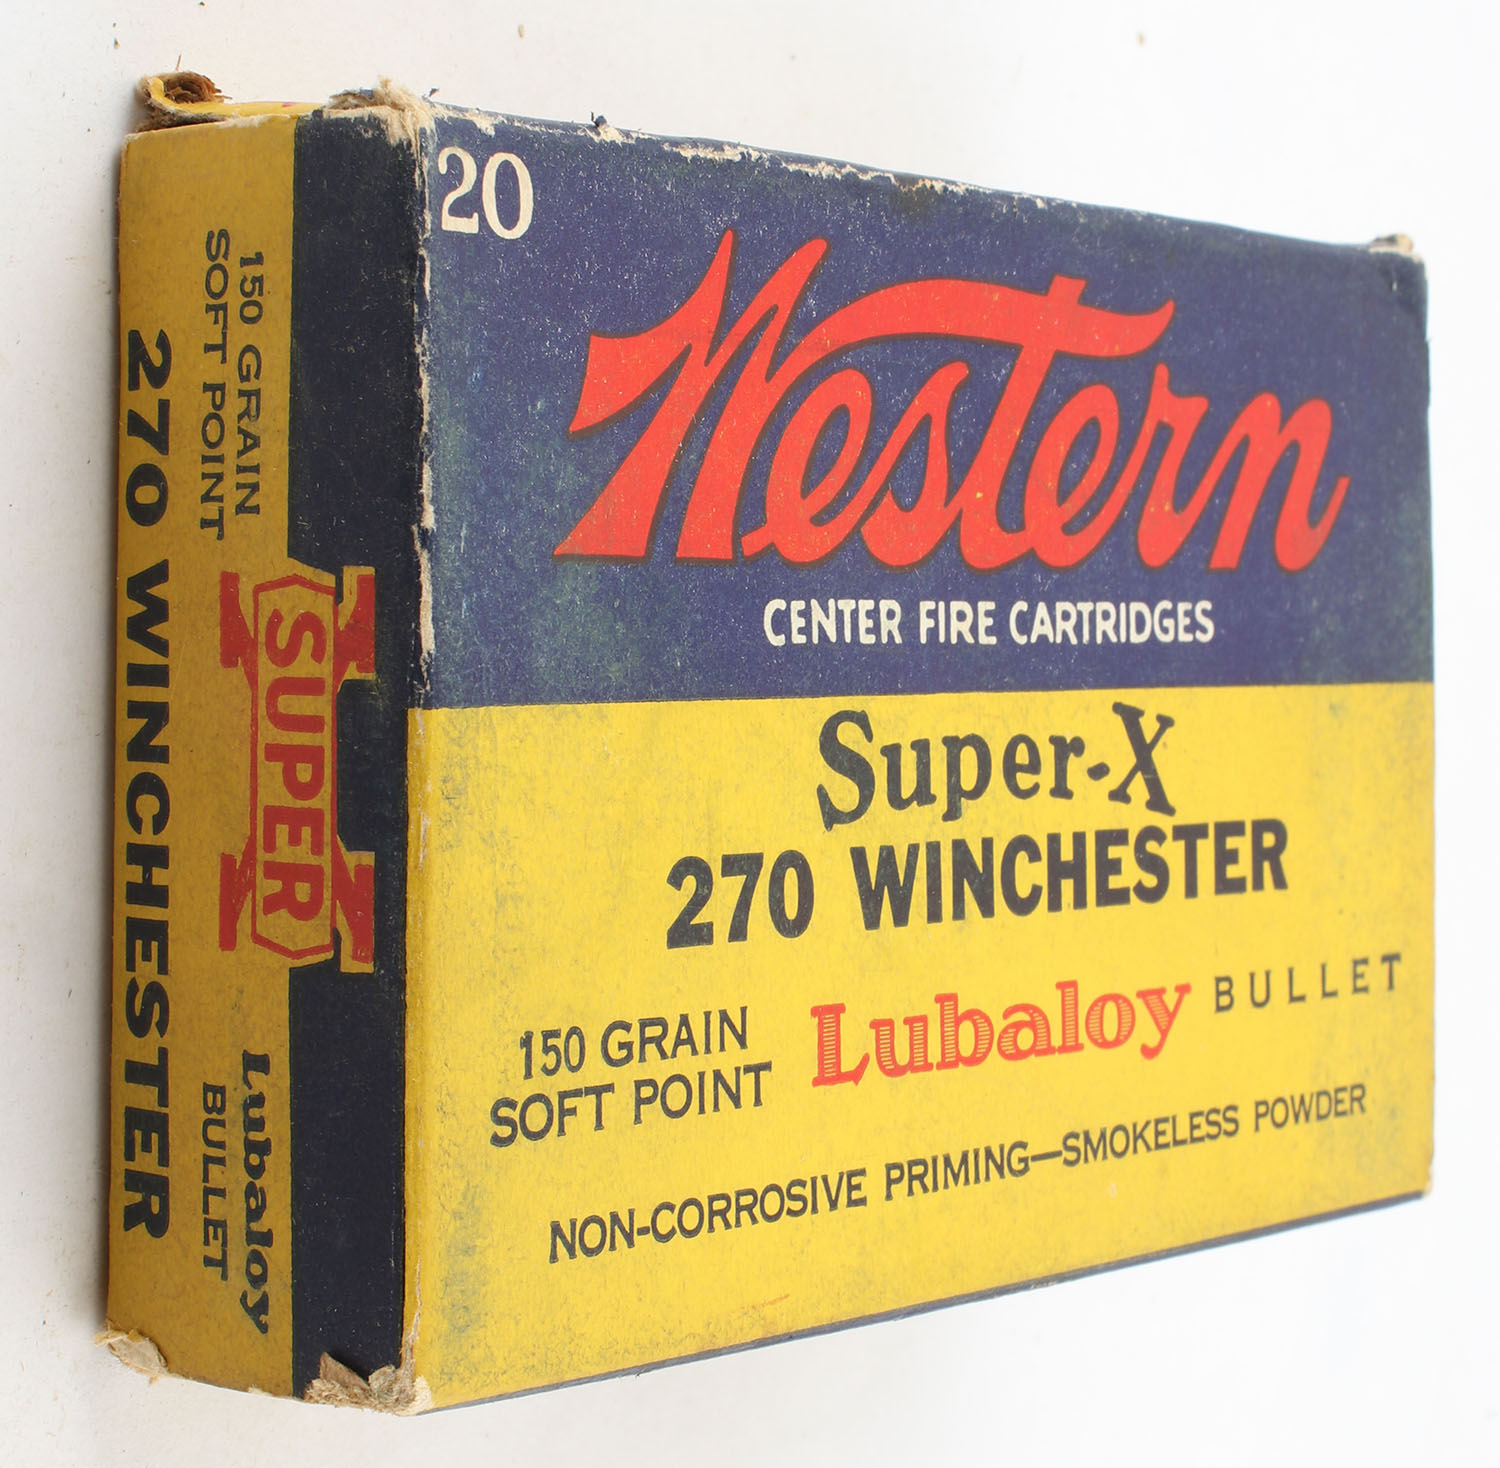 20
Western
CENTER FIRE CARTRIDGES
Super-X
270 WINCHESTER
150 GRAIN
SOFT POINT
Lubaloy BULLET
NON-CORROSIVE PRIMING—SMOKELESS POWDER
150 GRAIN
SOFT POINT
SUPER X
Lubaloy
BULLET
270 WINCHESTER